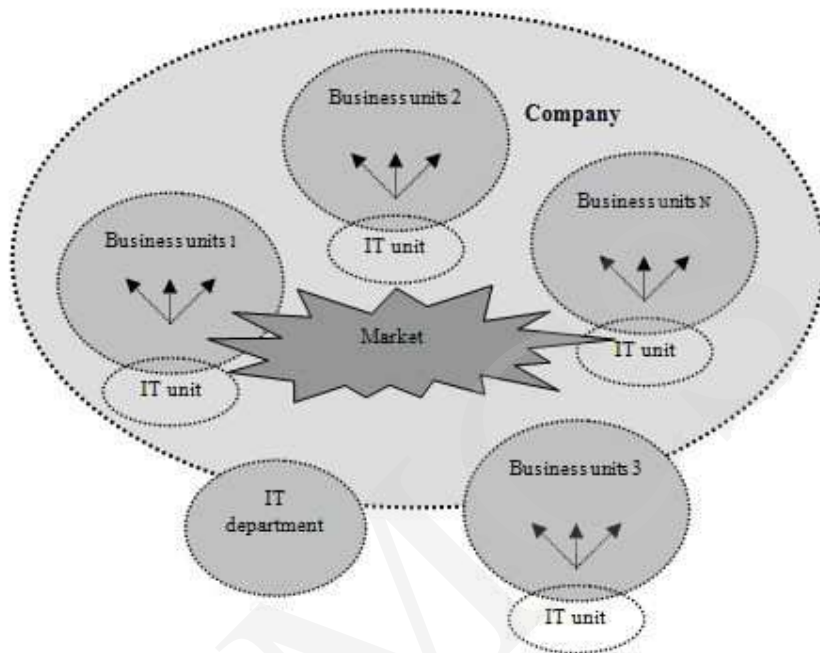 Business units 2
Company
Business units N
IT unit
Business units 1
Market
IT unit
IT unit
Business units 3
IT
department
IT unit